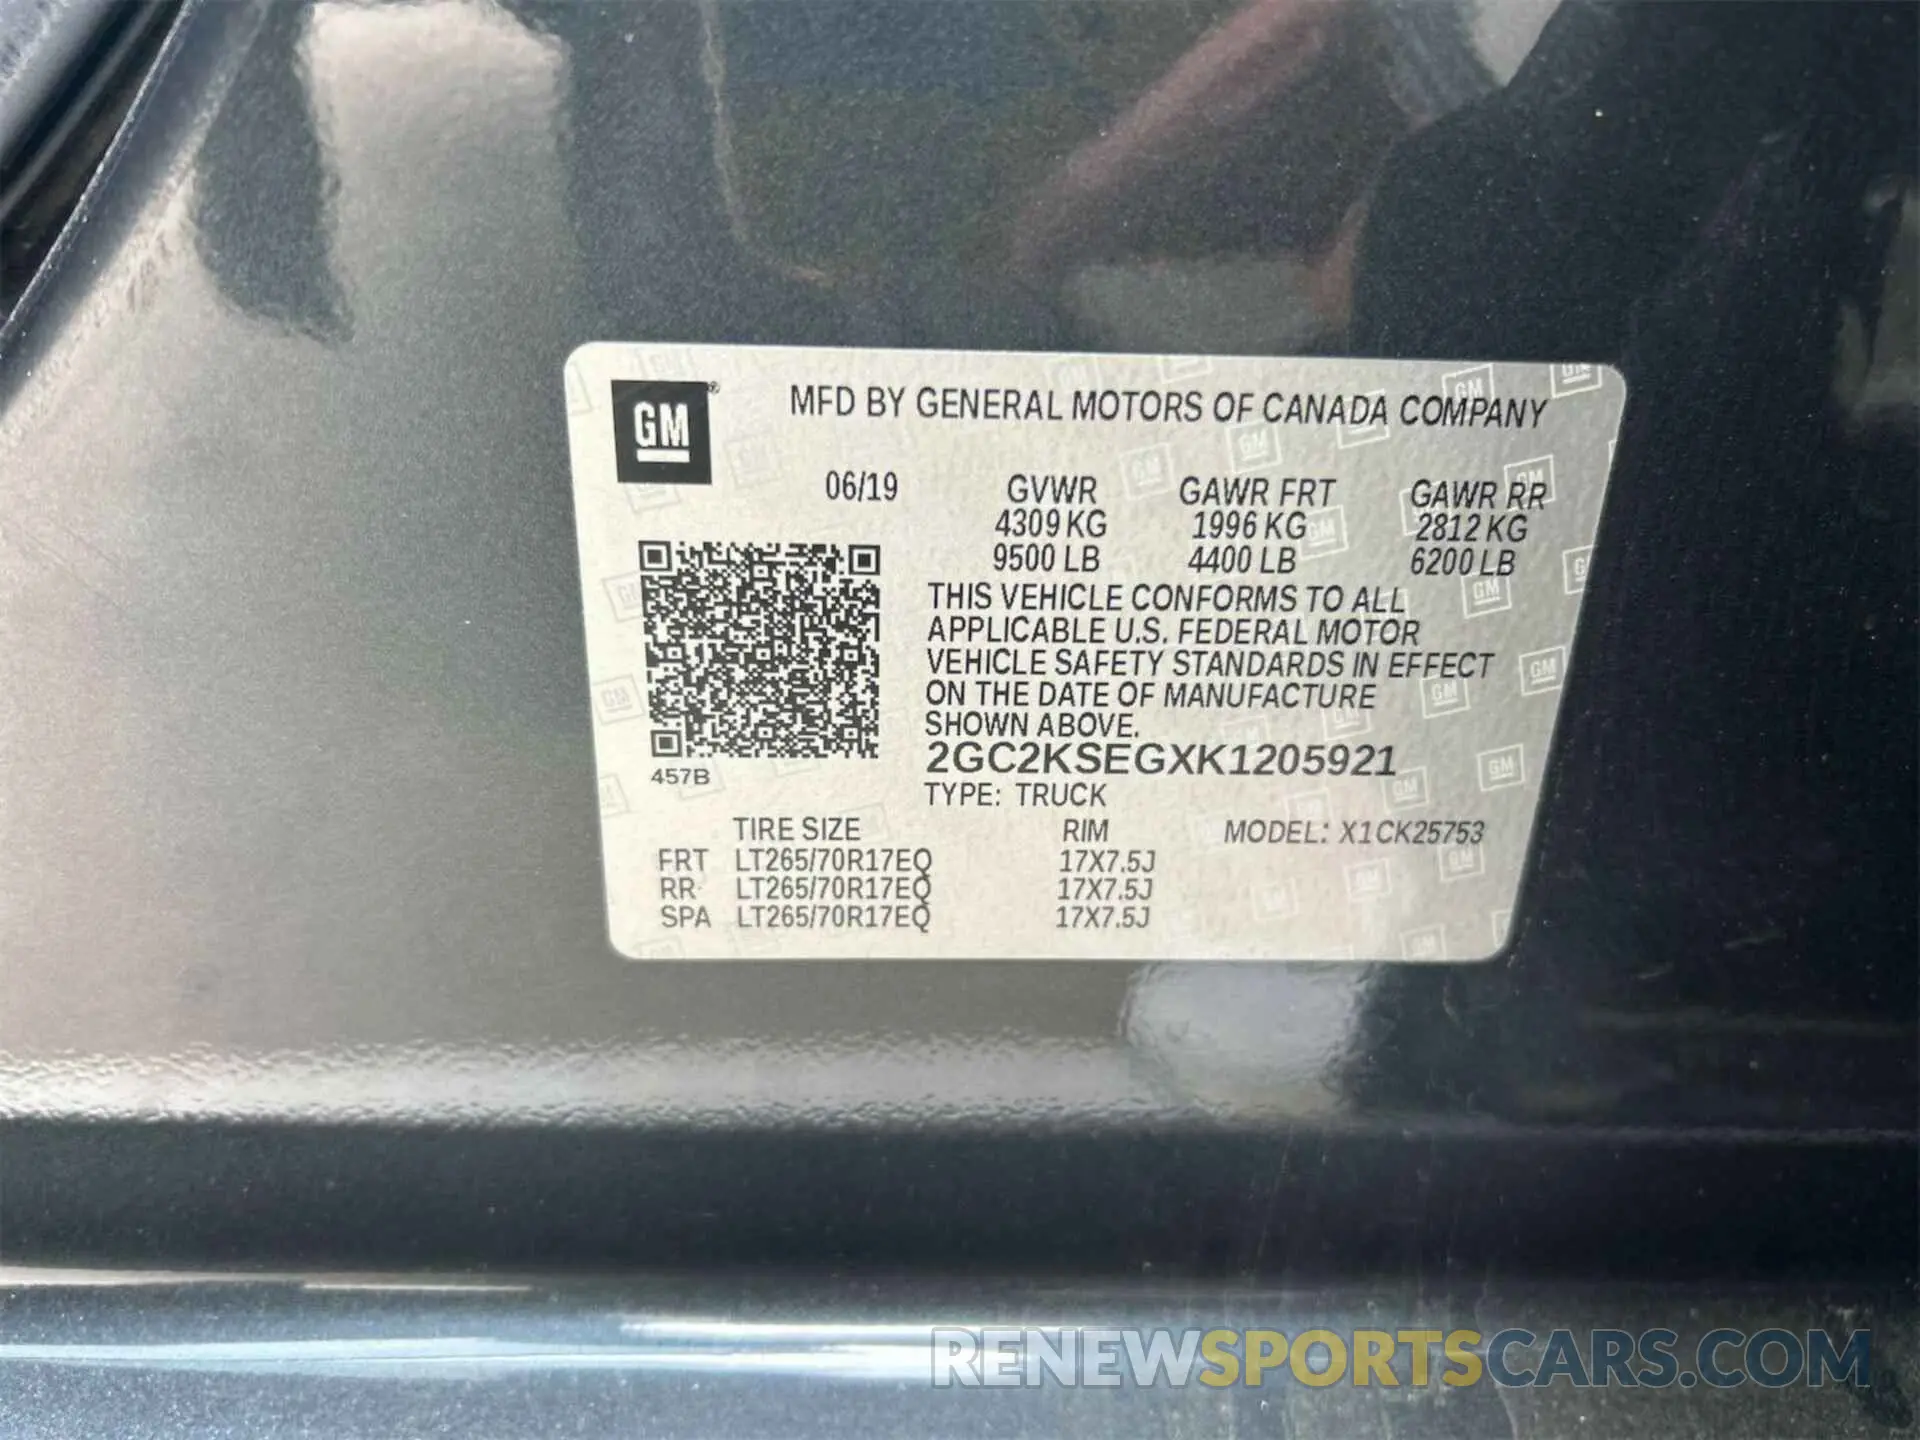 GM®
MFD BY GENERAL MOTORS OF CANADA COMPANY
06/19 GVWR GAWR FRT GAWR RR
4309 KG 1996 KG 2812 KG
9500 LB 4400 LB 6200 LB
THIS VEHICLE CONFORMS TO ALL
APPLICABLE U.S. FEDERAL MOTOR
VEHICLE SAFETY STANDARDS IN EFFECT
ON THE DATE OF MANUFACTURE
SHOWN ABOVE.
2GC2KSEGXK1205921
457B
TYPE: TRUCK
TIRE SIZE RIM MODEL: X1CK25753
FRT LT265/70R17EQ 17X7.5J
RR LT265/70R17EQ 17X7.5J
SPA LT265/70R17EQ 17X7.5J
RENEWSPORTSCARS.COM